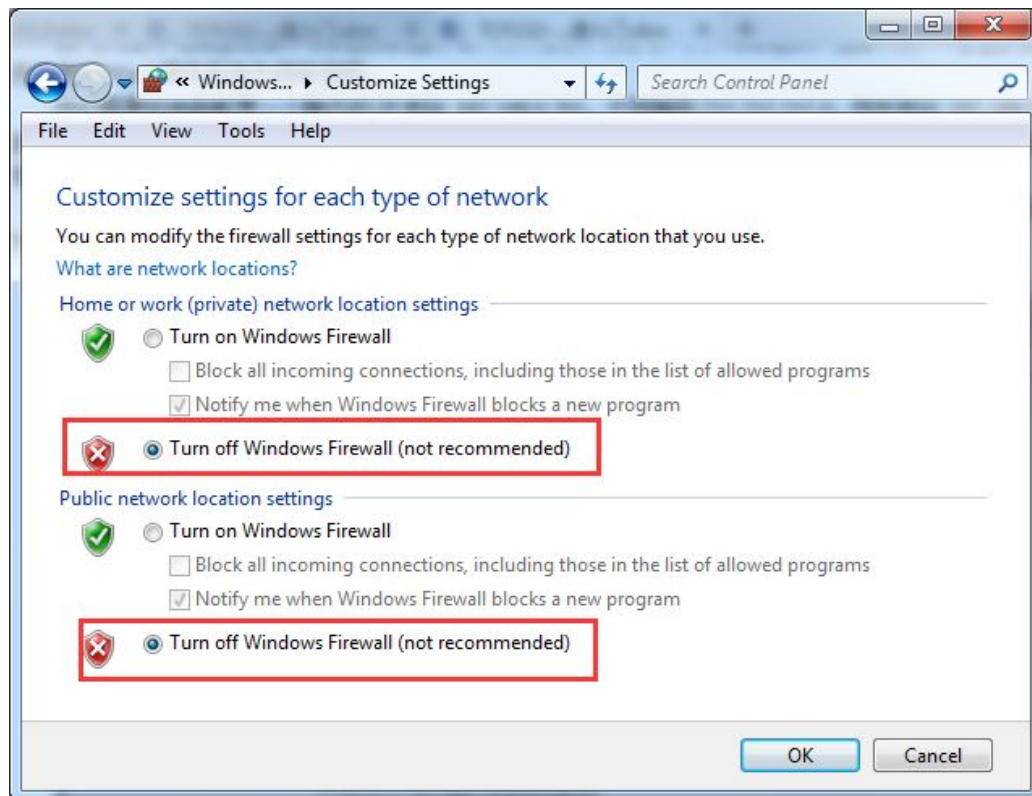 « Windows... ▸ Customize Settings
Search Control Panel
File Edit View Tools Help
Customize settings for each type of network
You can modify the firewall settings for each type of network location that you use.
What are network locations?
Home or work (private) network location settings
Turn on Windows Firewall
Block all incoming connections, including those in the list of allowed programs
Notify me when Windows Firewall blocks a new program
Turn off Windows Firewall (not recommended)
Public network location settings
Turn on Windows Firewall
Block all incoming connections, including those in the list of allowed programs
Notify me when Windows Firewall blocks a new program
Turn off Windows Firewall (not recommended)
OK Cancel